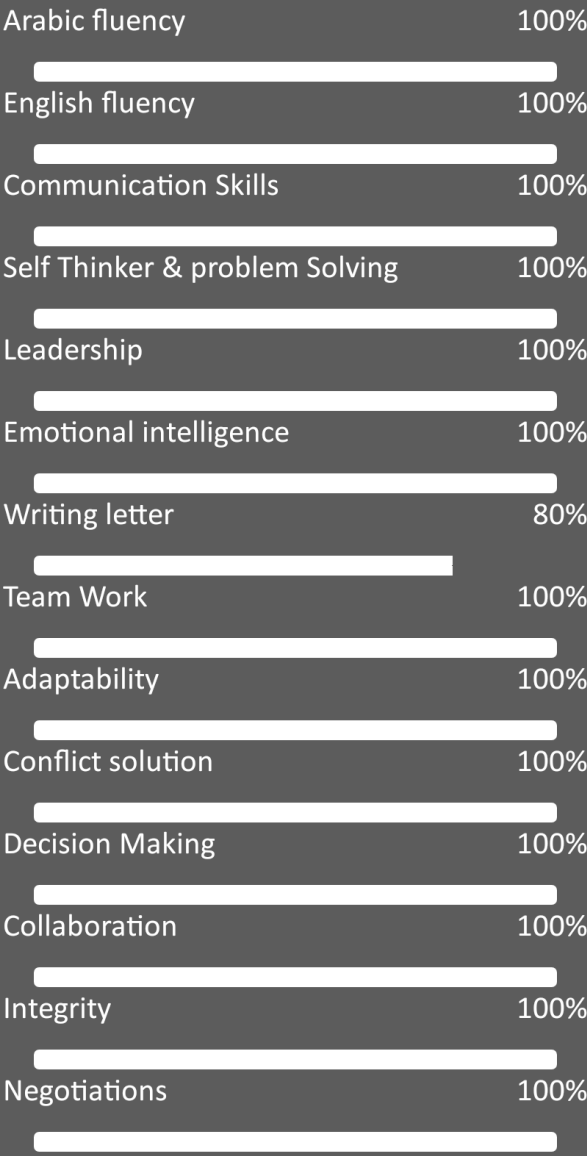 Arabic fluency 100%
English fluency 100%
Communication Skills 100%
Self Thinker & problem Solving 100%
Leadership 100%
Emotional intelligence 100%
Writing letter 80%
Team Work 100%
Adaptability 100%
Conflict solution 100%
Decision Making 100%
Collaboration 100%
Integrity 100%
Negotiations 100%